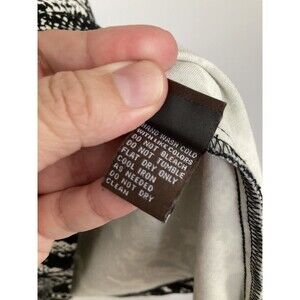 HAND WASH COLD
WITH LIKE COLORS
DO NOT BLEACH
DO NOT TUMBLE
FLAT DRY ONLY
COOL IRON
AS NEEDED
DO NOT DRY
CLEAN